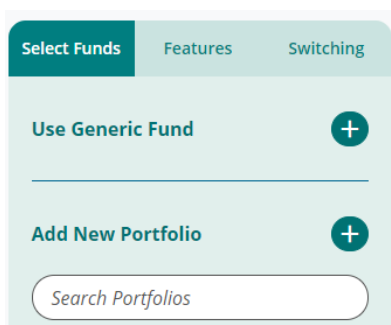 Select Funds Features Switching
Use Generic Fund
Add New Portfolio
Search Portfolios